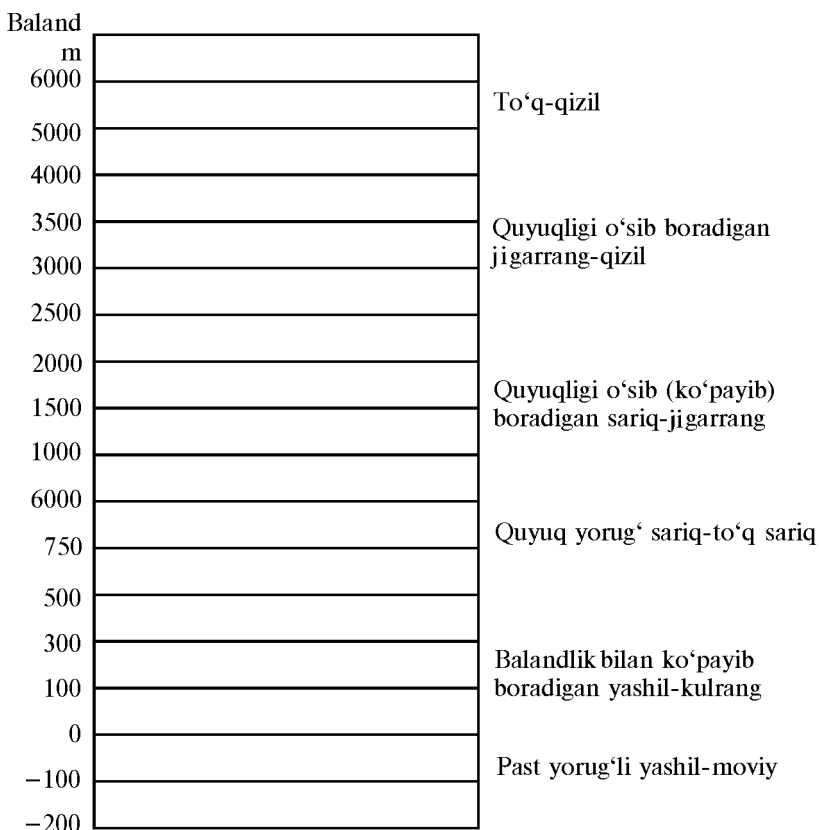 Baland
m
6000
To‘q-qizil
5000
4000
3500
Quyuqligi o‘sib boradigan
jigarrang-qizil
3000
2500
2000
Quyuqligi o‘sib (ko‘payib)
1500
boradigan sariq-jigarrang
1000
6000
Quyuq yorug‘ sariq-to‘q sariq
750
500
300
Balandlik bilan ko‘payib
100
boradigan yashil-kulrang
0
Past yorug‘li yashil-moviy
−100
−200